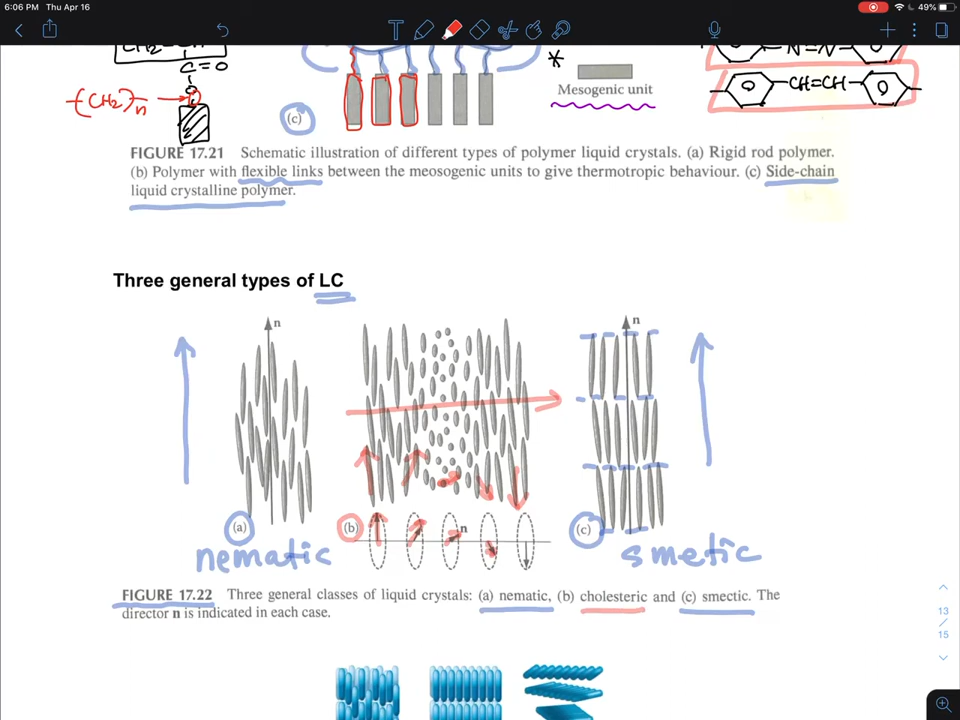 6:06 PM Thu Apr 16
49%
C=O
O
-(CH2)n
(c)
*
Mesogenic unit
CH=CH
FIGURE 17.21 Schematic illustration of different types of polymer liquid crystals. (a) Rigid rod polymer.
(b) Polymer with flexible links between the meosogenic units to give thermotropic behaviour. (c) Side-chain
liquid crystalline polymer.
Three general types of LC
n
n
(a)
(b)
n
(c)
nematic
smetic
FIGURE 17.22 Three general classes of liquid crystals: (a) nematic, (b) cholesteric and (c) smectic. The
director n is indicated in each case.
13
/
15